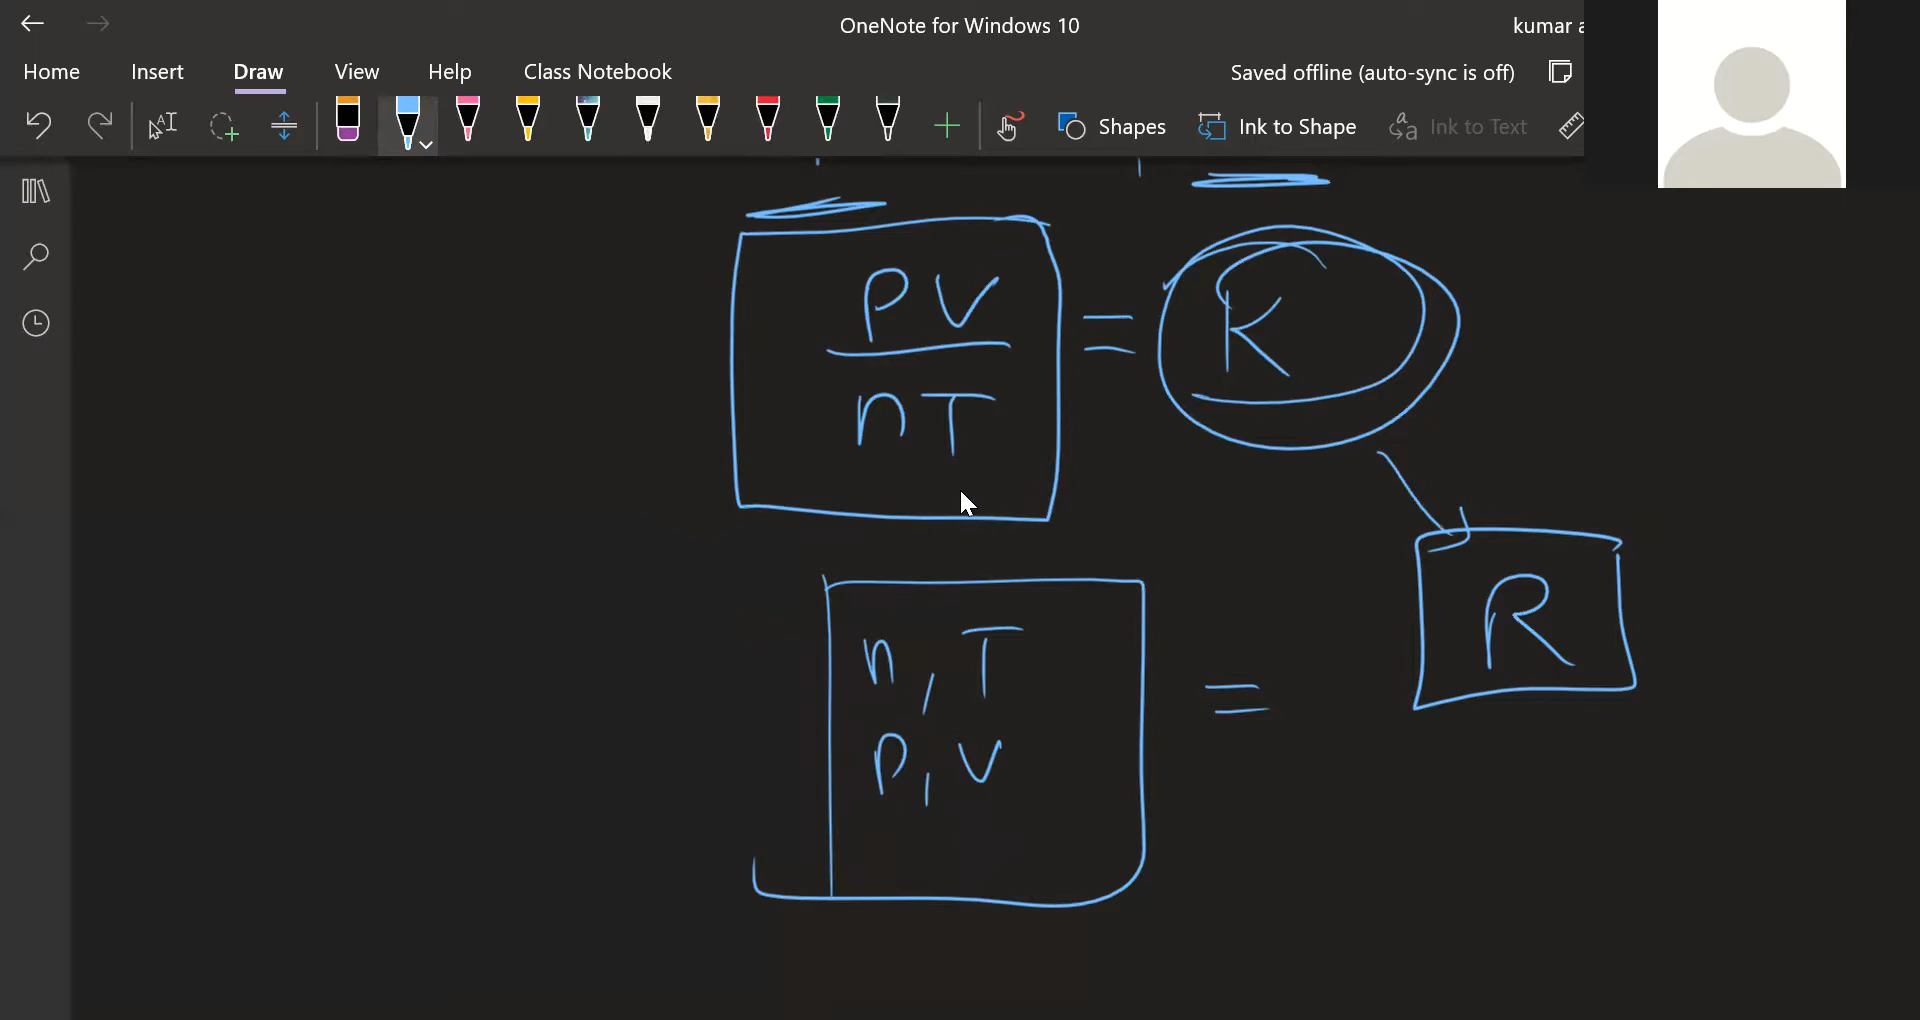 OneNote for Windows 10
kumar a
Home Insert Draw View Help Class Notebook
Saved offline (auto-sync is off)
Shapes Ink to Shape Ink to Text
PV = K
nT
n, T = R
P, V